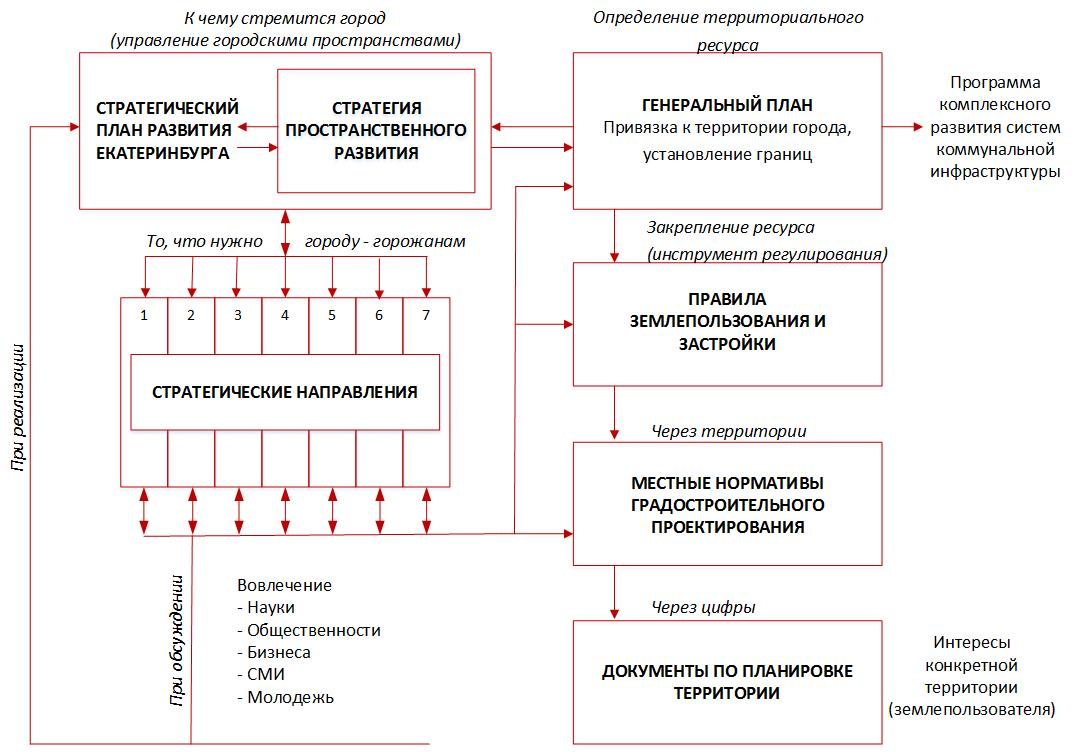 К чему стремится город
(управление городскими пространствами)
СТРАТЕГИЧЕСКИЙ
ПЛАН РАЗВИТИЯ
ЕКАТЕРИНБУРГА
СТРАТЕГИЯ
ПРОСТРАНСТВЕННОГО
РАЗВИТИЯ
То, что нужно городу - горожанам
1 2 3 4 5 6 7
СТРАТЕГИЧЕСКИЕ НАПРАВЛЕНИЯ
При реализации
При обсуждении
Вовлечение
- Науки
- Общественности
- Бизнеса
- СМИ
- Молодежь
Определение территориального
ресурса
ГЕНЕРАЛЬНЫЙ ПЛАН
Привязка к территории города,
установление границ
Программа
комплексного
развития систем
коммунальной
инфраструктуры
Закрепление ресурса
(инструмент регулирования)
ПРАВИЛА
ЗЕМЛЕПОЛЬЗОВАНИЯ И
ЗАСТРОЙКИ
Через территории
МЕСТНЫЕ НОРМАТИВЫ
ГРАДОСТРОИТЕЛЬНОГО
ПРОЕКТИРОВАНИЯ
Через цифры
ДОКУМЕНТЫ ПО ПЛАНИРОВКЕ
ТЕРРИТОРИИ
Интересы
конкретной
территории
(землепользователя)